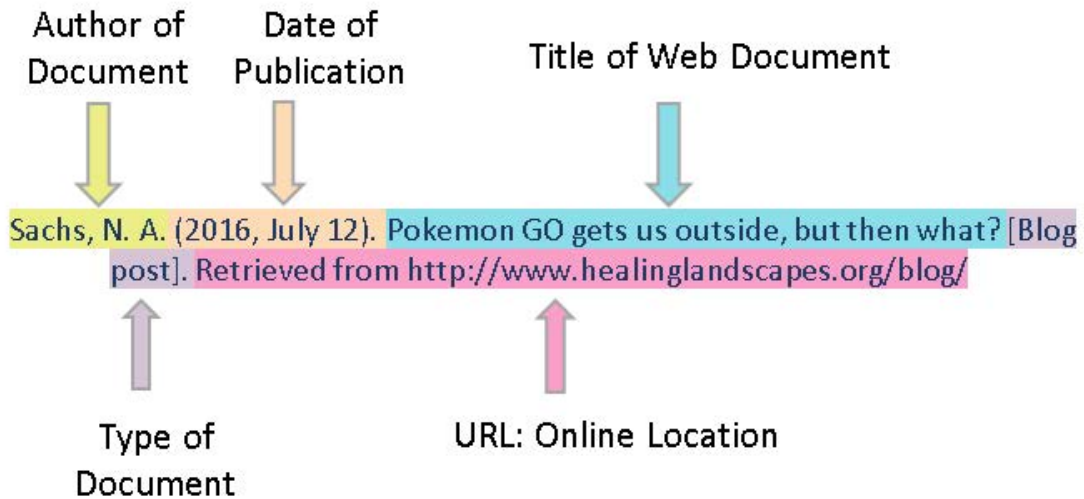 Author of
Document
Date of
Publication
Title of Web Document
Sachs, N. A. (2016, July 12). Pokemon GO gets us outside, but then what? [Blog
post]. Retrieved from http://www.healinglandscapes.org/blog/
Type of
Document
URL: Online Location